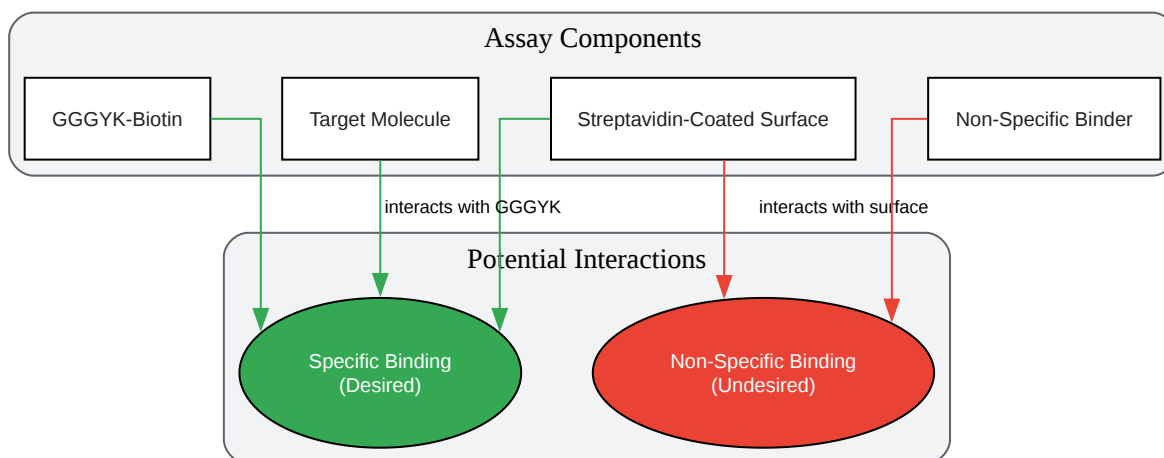 Assay Components
GGGYK-Biotin
Target Molecule
Streptavidin-Coated Surface
Non-Specific Binder
interacts with GGGYK
interacts with surface
Potential Interactions
Specific Binding
(Desired)
Non-Specific Binding
(Undesired)